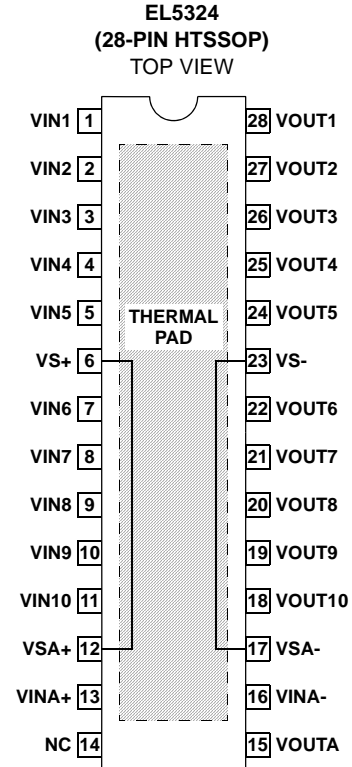 EL5324
(28-PIN HTSSOP)
TOP VIEW
VIN1 1 28 VOUT1
VIN2 2 27 VOUT2
VIN3 3 26 VOUT3
VIN4 4 25 VOUT4
VIN5 5 24 VOUT5
THERMAL
PAD
VS+ 6 23 VS-
VIN6 7 22 VOUT6
VIN7 8 21 VOUT7
VIN8 9 20 VOUT8
VIN9 10 19 VOUT9
VIN10 11 18 VOUT10
VSA+ 12 17 VSA-
VINA+ 13 16 VINA-
NC 14 15 VOUTA